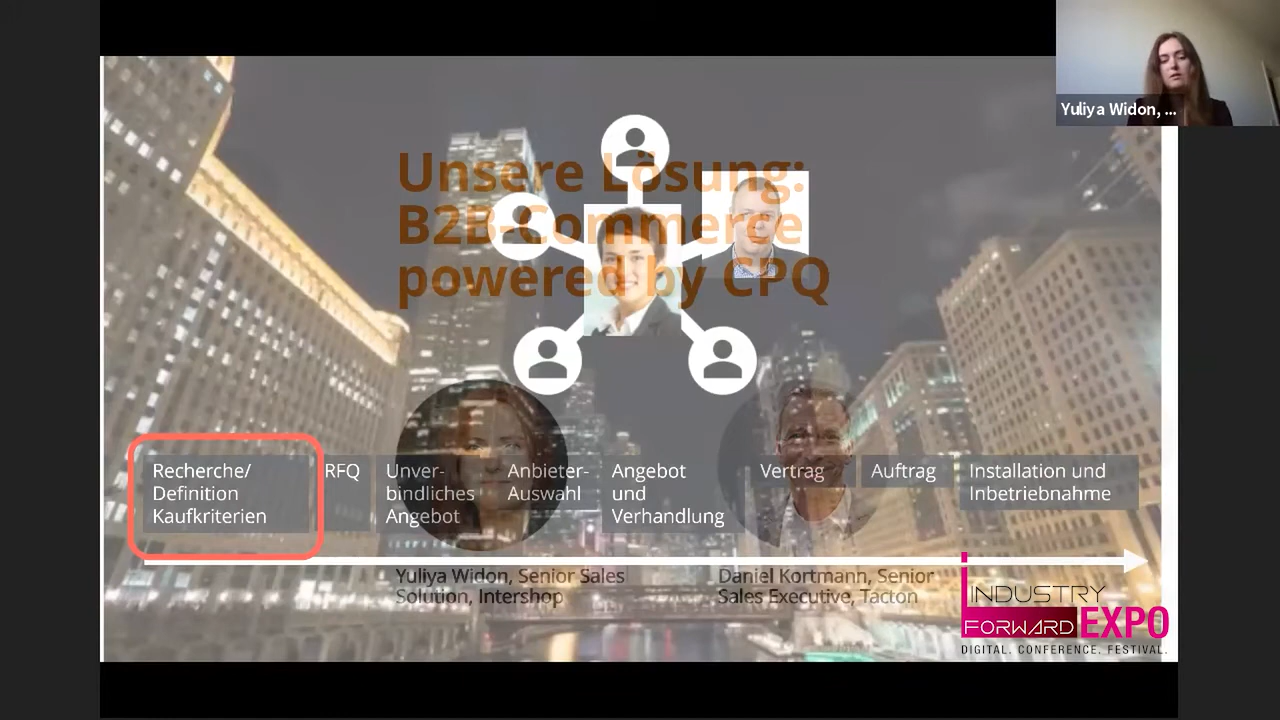 Yuliya Widon, ...
Unsere Lösung:
B2B-Commerce
powered by CPQ
Recherche/
Definition
Kaufkriterien
RFQ
Unver-
bindliches
Angebot
Anbieter-
Auswahl
Angebot
und
Verhandlung
Vertrag
Auftrag
Installation und
Inbetriebnahme
Yuliya Widon, Senior Sales
Solution, Intershop
Daniel Kortmann, Senior
Sales Executive, Tacton
INDUSTRY
FORWARD EXPO
DIGITAL. CONFERENCE. FESTIVAL.